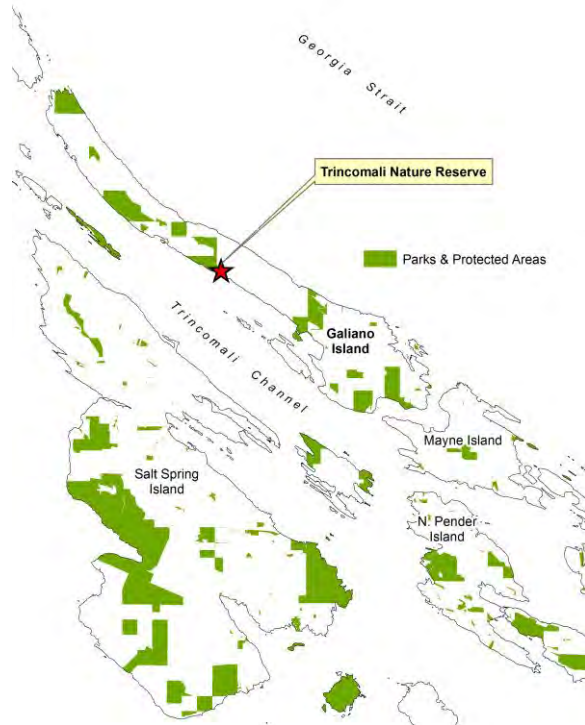 Georgia Strait
Trincomali Nature Reserve
Parks & Protected Areas
Trincomali Channel
Galiano
Island
Mayne Island
Salt Spring
Island
N. Pender
Island